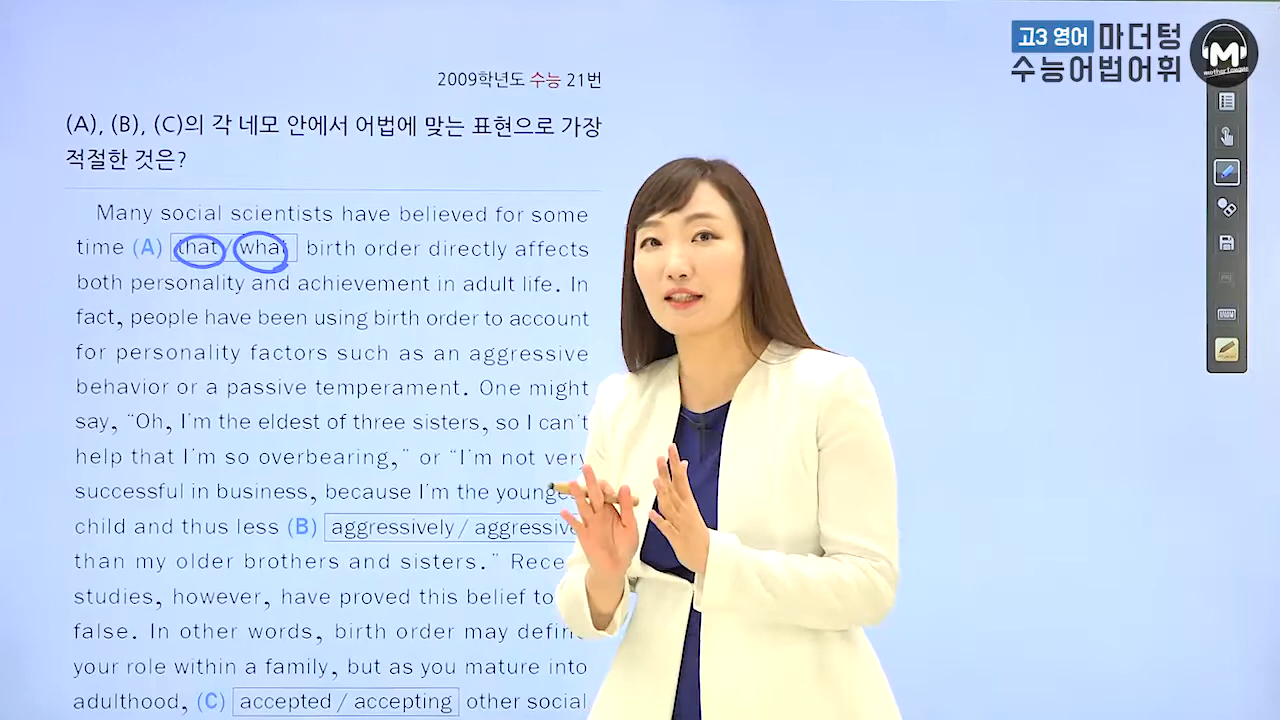 고3 영어 마더텅
수능어법어휘
M
2009학년도 수능 21번
(A), (B), (C)의 각 네모 안에서 어법에 맞는 표현으로 가장
적절한 것은?
Many social scientists have believed for some
time (A) that / what birth order directly affects
both personality and achievement in adult life. In
fact, people have been using birth order to account
for personality factors such as an aggressive
behavior or a passive temperament. One might
say, “Oh, I’m the eldest of three sisters, so I can’t
help that I’m so overbearing,” or “I’m not very
successful in business, because I’m the
child and thus less (B) aggressively / aggressive
than my older brothers and sisters.”
studies, however, have proved this belief to
false. In other words, birth order may
your role within a family, but as you mature into
adulthood, (C) accepted / accepting other social